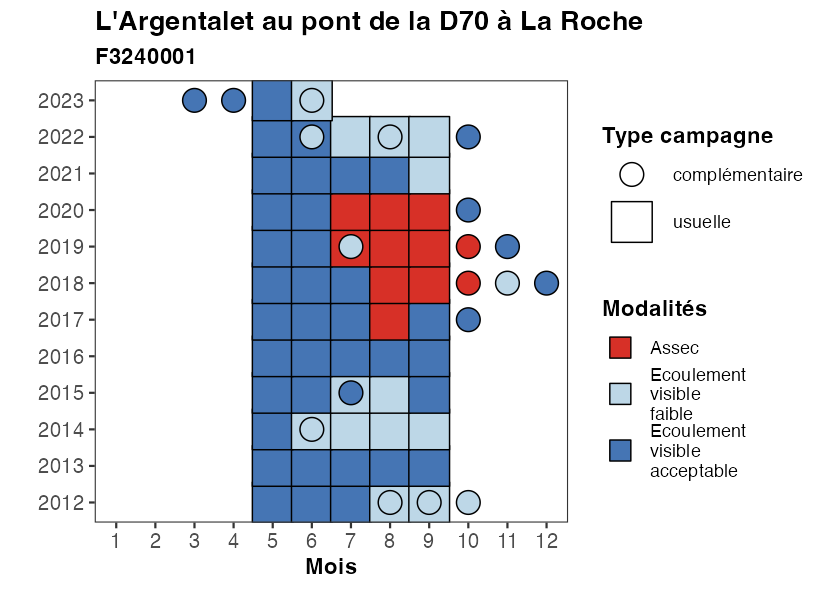 L'Argentalet au pont de la D70 à La Roche
F3240001
2023
2022
2021
2020
2019
2018
2017
2016
2015
2014
2013
2012
1 2 3 4 5 6 7 8 9 10 11 12
Mois
Type campagne
complémentaire
usuelle
Modalités
Assec
Ecoulement
visible
faible
Ecoulement
visible
acceptable